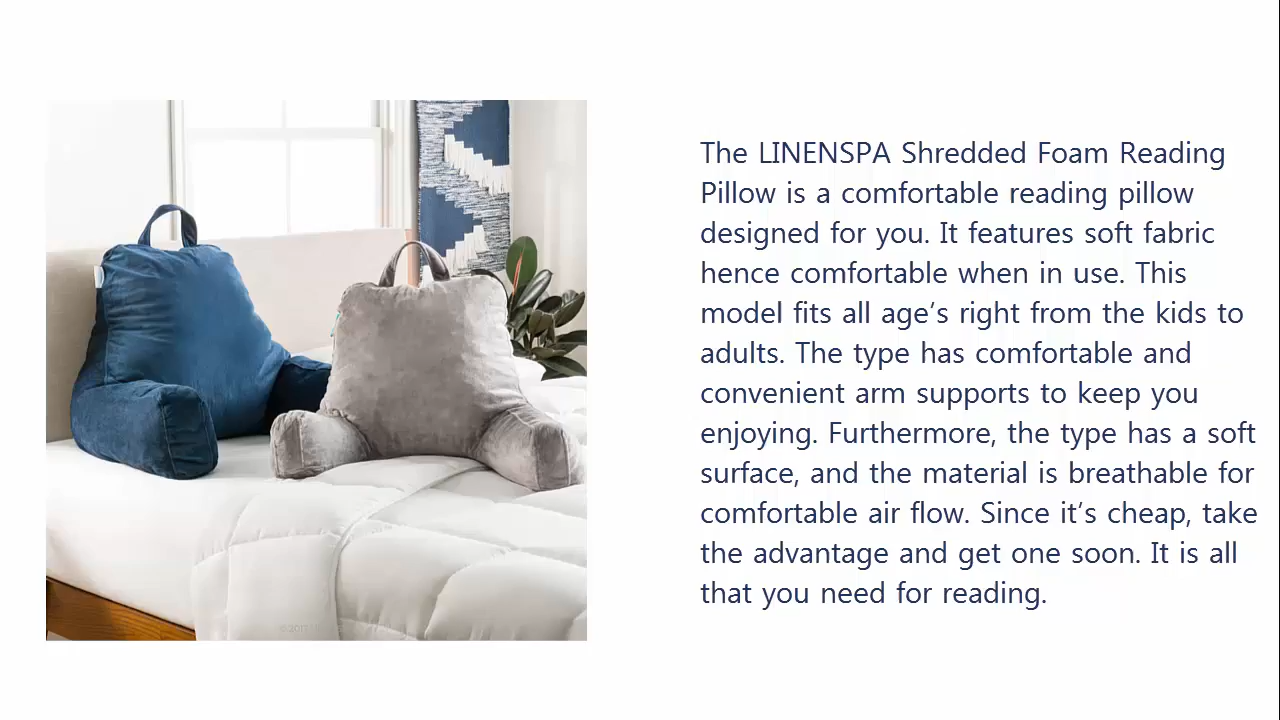 The LINENSPA Shredded Foam Reading
Pillow is a comfortable reading pillow
designed for you. It features soft fabric
hence comfortable when in use. This
model fits all age’s right from the kids to
adults. The type has comfortable and
convenient arm supports to keep you
enjoying. Furthermore, the type has a soft
surface, and the material is breathable for
comfortable air flow. Since it’s cheap, take
the advantage and get one soon. It is all
that you need for reading.